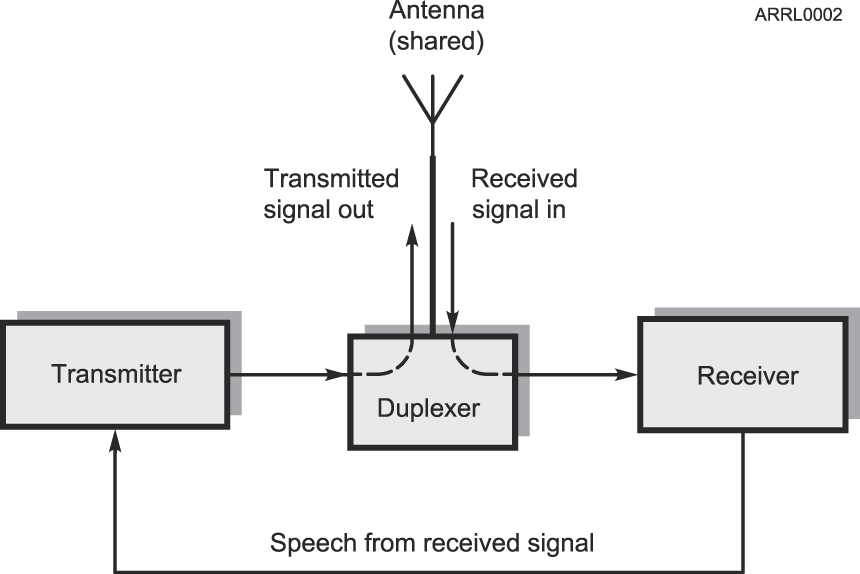 Antenna
(shared)
ARRL0002
Transmitted
signal out
Received
signal in
Transmitter
Duplexer
Receiver
Speech from received signal